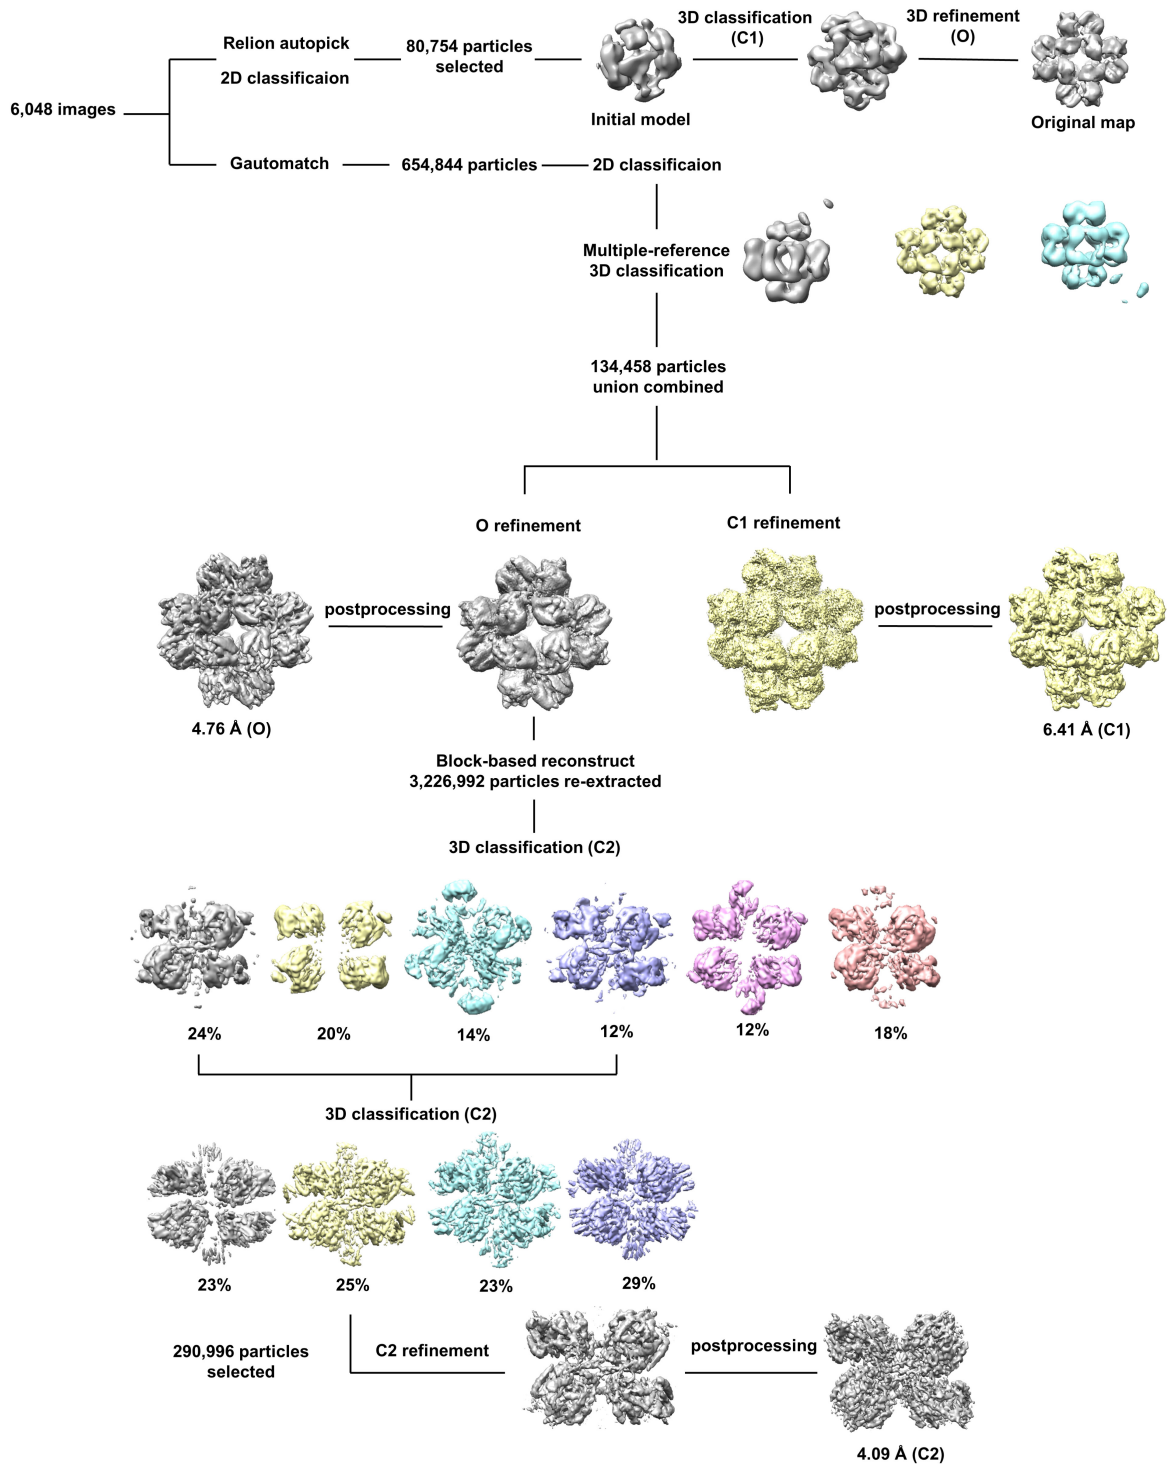 Relion autopick
2D classificaion
80,754 particles
selected
3D classification
(C1)
3D refinement
(O)
Initial model
Original map
6,048 images
Gautomatch
654,844 particles
2D classificaion
Multiple-reference
3D classification
134,458 particles
union combined
O refinement
C1 refinement
postprocessing
postprocessing
4.76 Å (O)
6.41 Å (C1)
Block-based reconstruct
3,226,992 particles re-extracted
3D classification (C2)
24%
20%
14%
12%
12%
18%
3D classification (C2)
23%
25%
23%
29%
290,996 particles
selected
C2 refinement
postprocessing
4.09 Å (C2)